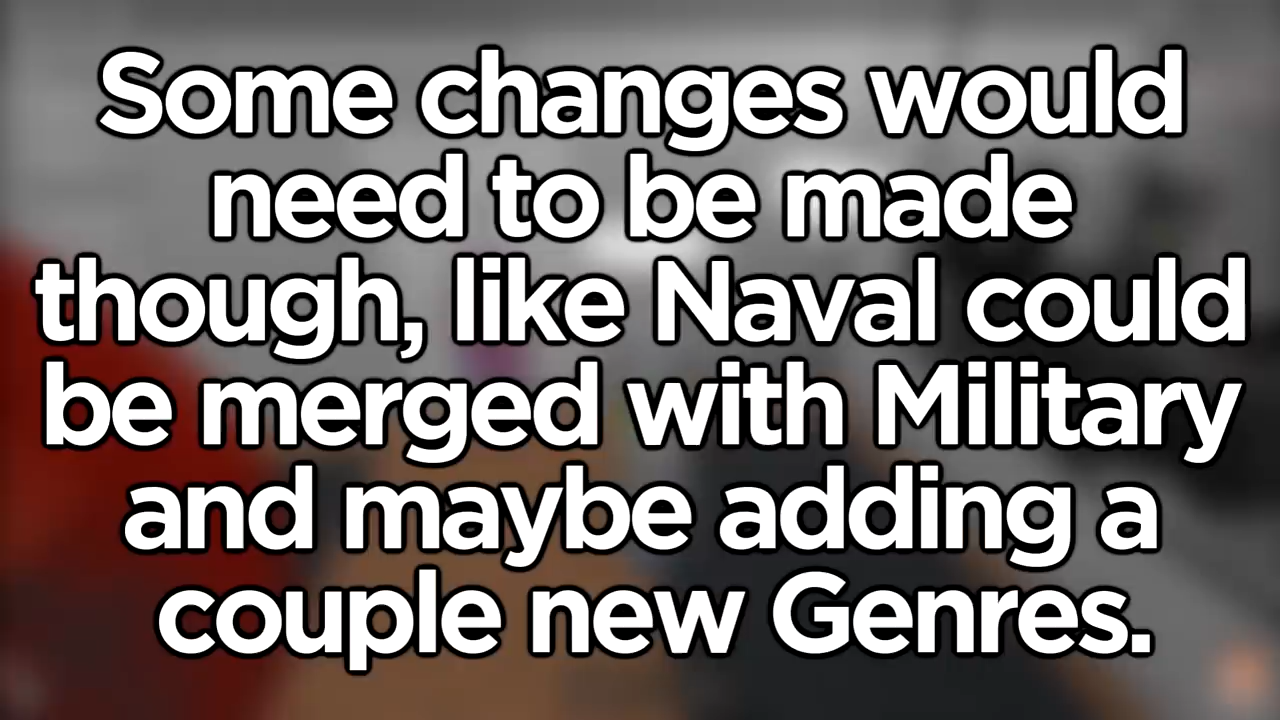 Some changes would
need to be made
though, like Naval could
be merged with Military
and maybe adding a
couple new Genres.